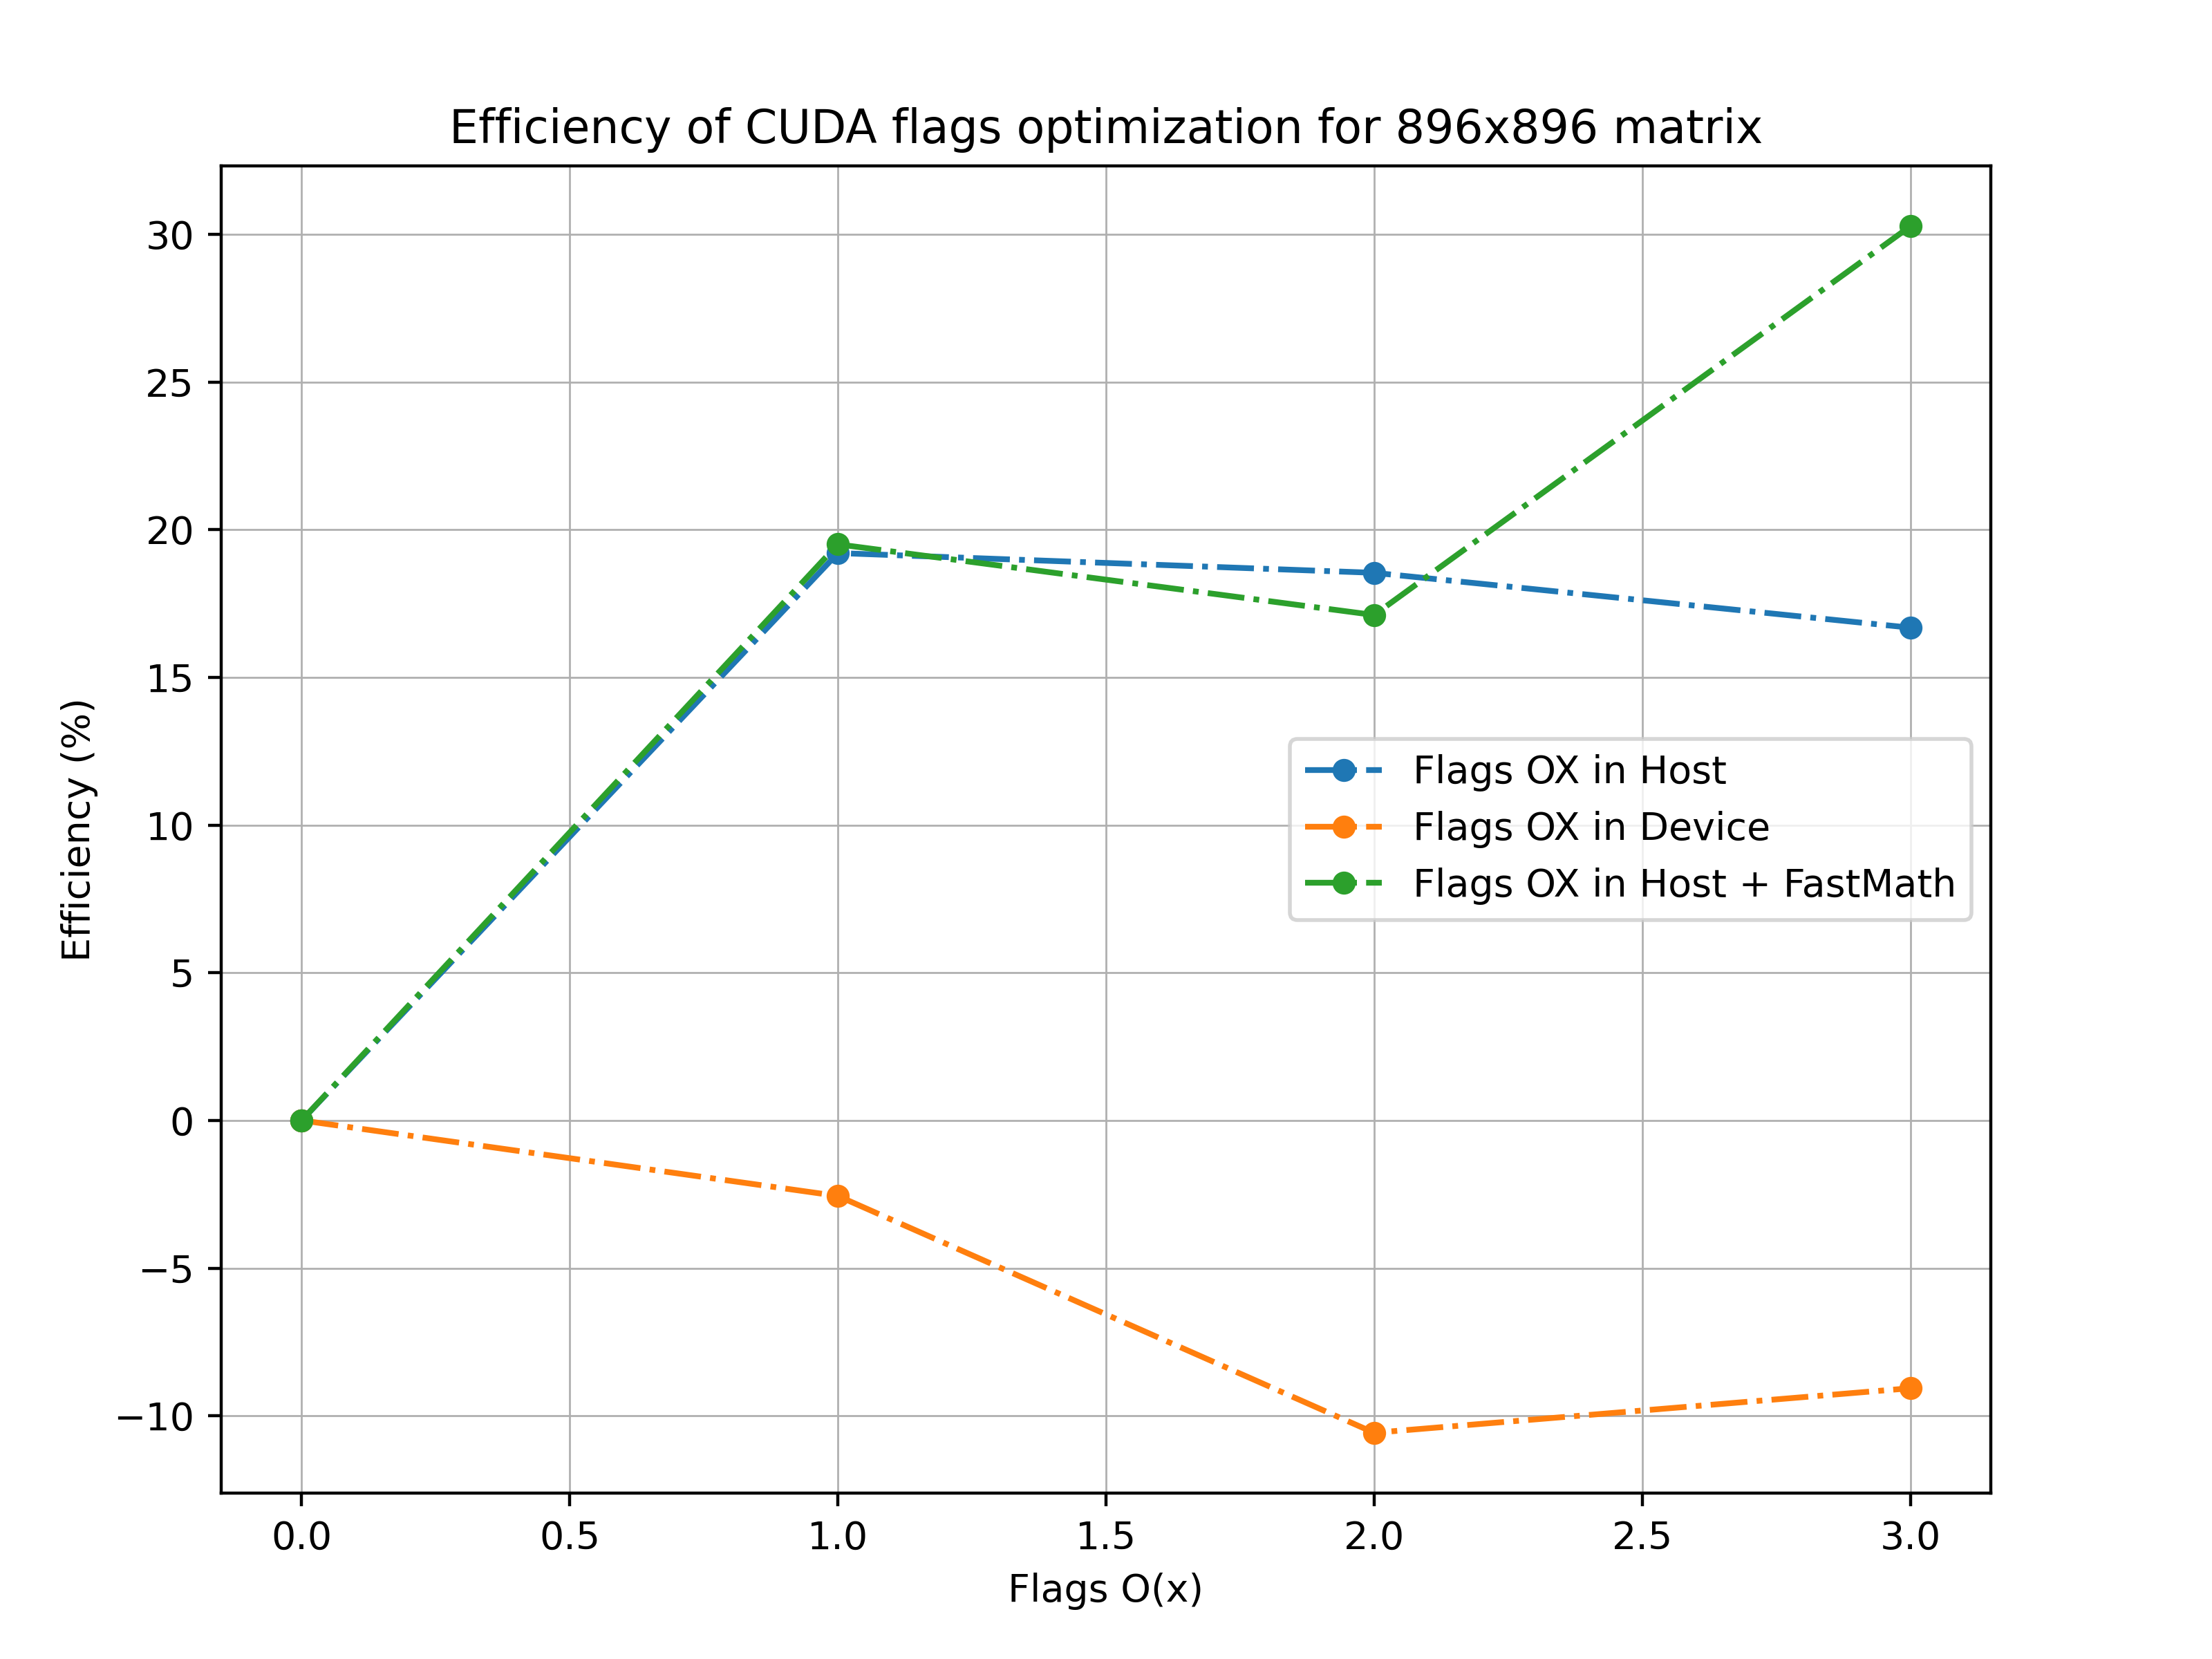 Efficiency of CUDA flags optimization for 896x896 matrix
30
25
20
15
10
5
0
−5
−10
Efficiency (%)
Flags OX in Host
Flags OX in Device
Flags OX in Host + FastMath
0.0 0.5 1.0 1.5 2.0 2.5 3.0
Flags O(x)